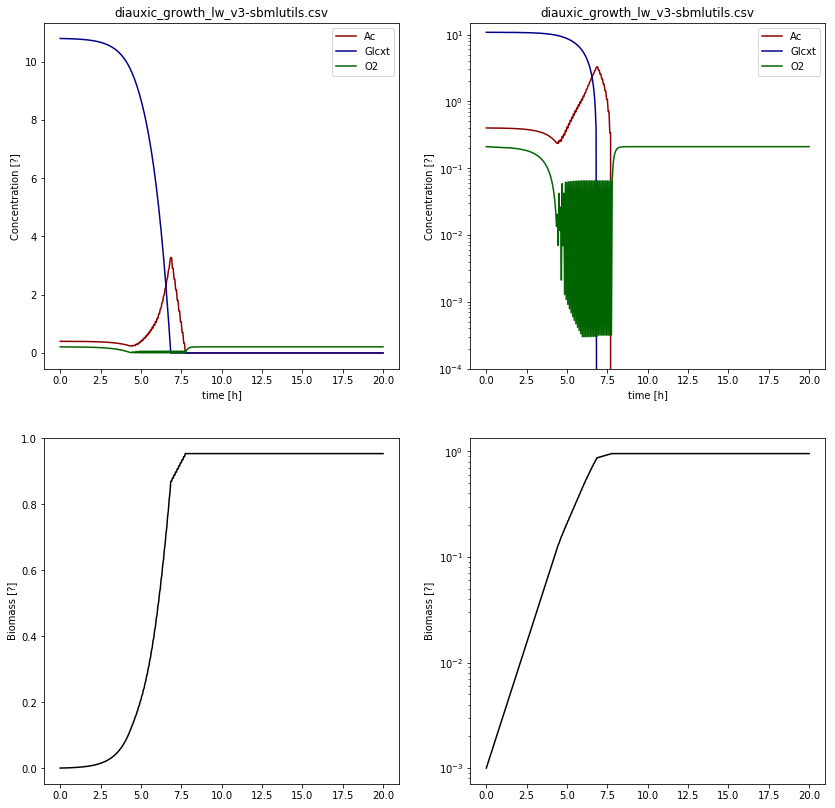 diauxic_growth_lw_v3-sbmlutils.csv
Concentration [?]
10
8
6
4
2
0
Ac
Glcxt
O2
0.0 2.5 5.0 7.5 10.0 12.5 15.0 17.5 20.0
time [h]
diauxic_growth_lw_v3-sbmlutils.csv
Concentration [?]
10¹
10⁰
10⁻¹
10⁻²
10⁻³
10⁻⁴
Ac
Glcxt
O2
0.0 2.5 5.0 7.5 10.0 12.5 15.0 17.5 20.0
time [h]
Biomass [?]
1.0
0.8
0.6
0.4
0.2
0.0
0.0 2.5 5.0 7.5 10.0 12.5 15.0 17.5 20.0
Biomass [?]
10⁰
10⁻¹
10⁻²
10⁻³
0.0 2.5 5.0 7.5 10.0 12.5 15.0 17.5 20.0